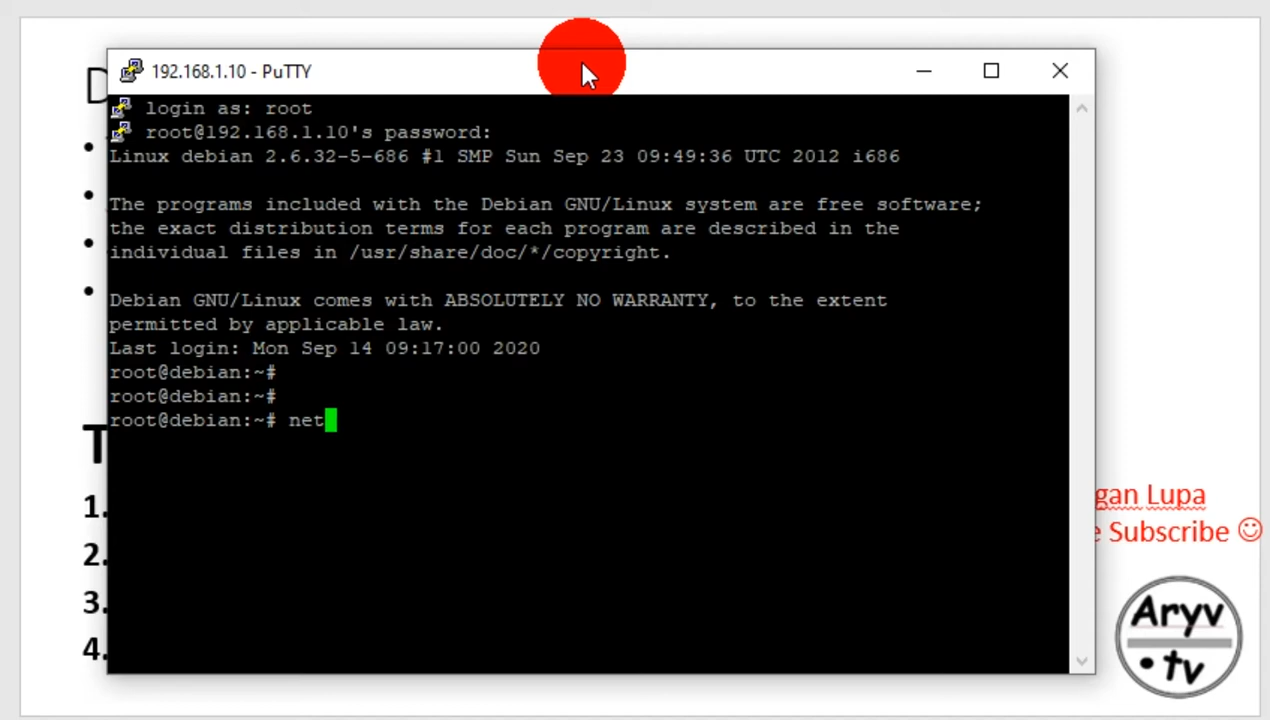 192.168.1.10 - PuTTY
login as: root
root@192.168.1.10's password:
Linux debian 2.6.32-5-686 #1 SMP Sun Sep 23 09:49:36 UTC 2012 i686
The programs included with the Debian GNU/Linux system are free software;
the exact distribution terms for each program are described in the
individual files in /usr/share/doc/*/copyright.
Debian GNU/Linux comes with ABSOLUTELY NO WARRANTY, to the extent
permitted by applicable law.
Last login: Mon Sep 14 09:17:00 2020
root@debian:~#
root@debian:~#
root@debian:~# net
1.
2.
3.
4.
gan Lupa
e Subscribe ☺
Aryv
•tv